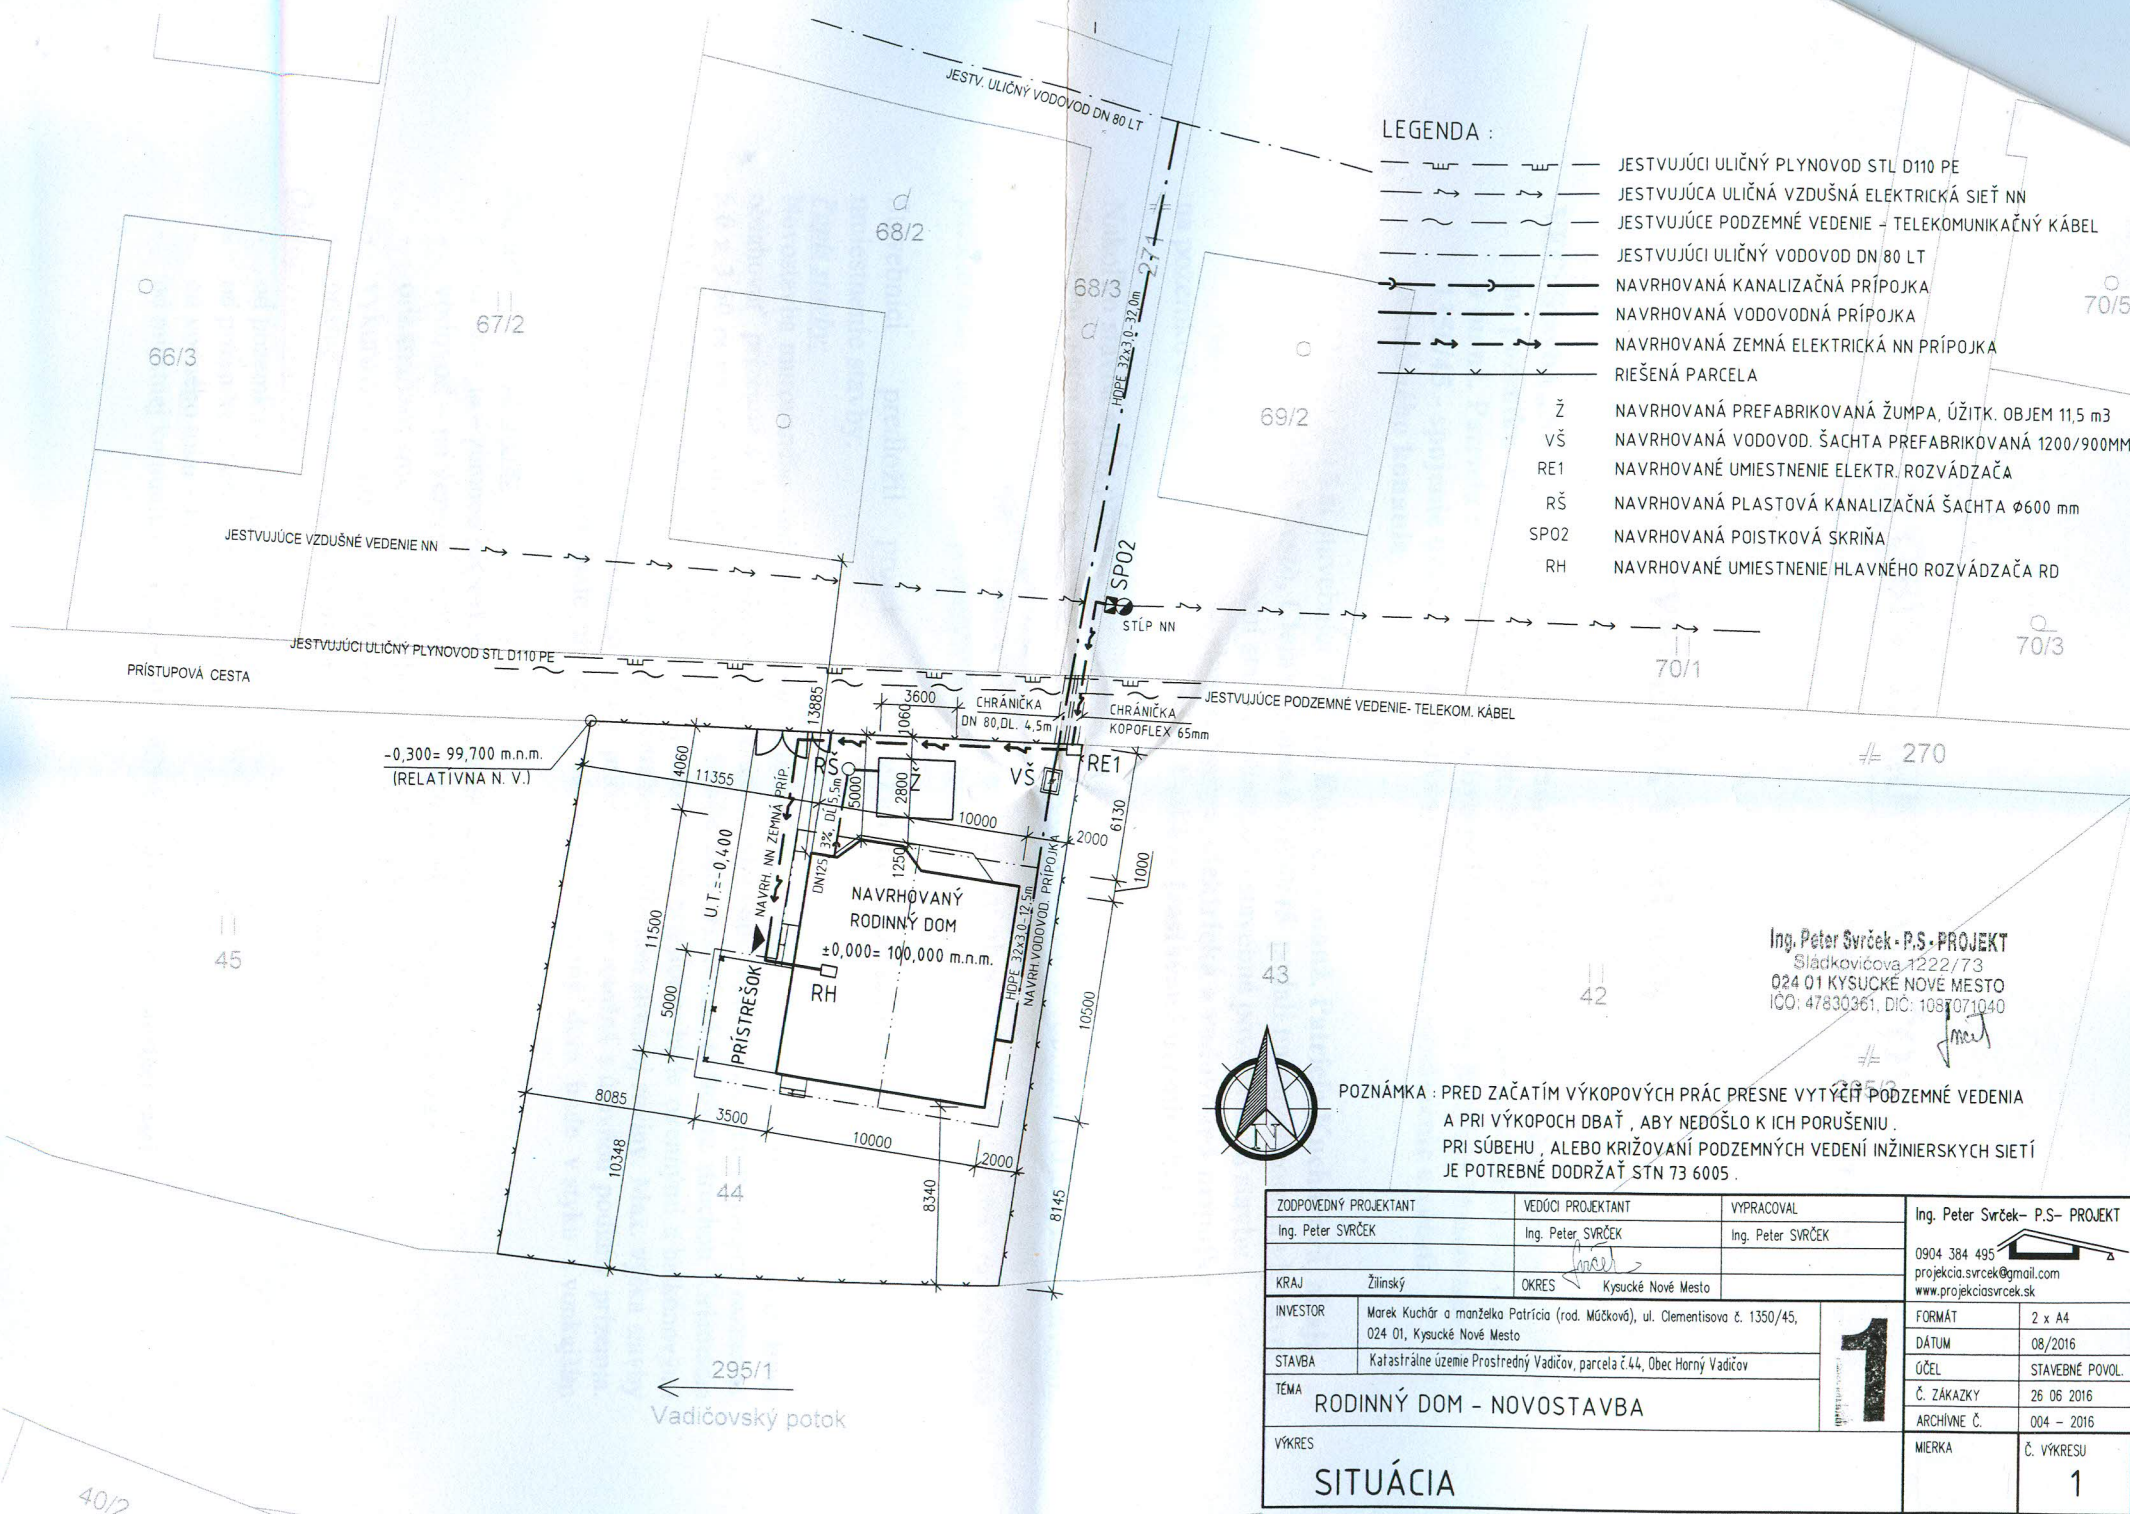 JESTV. ULIČNÝ VODOVOD DN 80 LT
LEGENDA :
JESTVUJÚCI ULIČNÝ PLYNOVOD STL D110 PE
JESTVUJÚCA ULIČNÁ VZDUŠNÁ ELEKTRICKÁ SIEŤ NN
JESTVUJÚCE PODZEMNÉ VEDENIE - TELEKOMUNIKAČNÝ KÁBEL
JESTVUJÚCI ULIČNÝ VODOVOD DN 80 LT
NAVRHOVANÁ KANALIZAČNÁ PRÍPOJKA
NAVRHOVANÁ VODOVODNÁ PRÍPOJKA
NAVRHOVANÁ ZEMNÁ ELEKTRICKÁ NN PRÍPOJKA
RIEŠENÁ PARCELA
Ž NAVRHOVANÁ PREFABRIKOVANÁ ŽUMPA, ÚŽITK. OBJEM 11,5 m3
VŠ NAVRHOVANÁ VODOVOD. ŠACHTA PREFABRIKOVANÁ 1200/900MM
RE1 NAVRHOVANÉ UMIESTNENIE ELEKTR. ROZVÁDZAČA
RŠ NAVRHOVANÁ PLASTOVÁ KANALIZAČNÁ ŠACHTA ø600 mm
SPO2 NAVRHOVANÁ POISTKOVÁ SKRIŇA
RH NAVRHOVANÉ UMIESTNENIE HLAVNÉHO ROZVÁDZAČA RD
66/3
67/2
68/2
68/3
271
69/2
70/5
70/3
70/1
HDPE 32x3,0-32,0m
SPO2
STĹP NN
JESTVUJÚCE VZDUŠNÉ VEDENIE NN
JESTVUJÚCI ULIČNÝ PLYNOVOD STL D110 PE
PRÍSTUPOVÁ CESTA
JESTVUJÚCE PODZEMNÉ VEDENIE- TELEKOM. KÁBEL
270
13885
3600
1060
CHRÁNIČKA
DN 80,DL. 4,5m
CHRÁNIČKA
KOPOFLEX 65mm
-0,300= 99,700 m.n.m.
(RELATÍVNA N. V.)
4060
11355
RŠ
Ž
5000
2800
VŠ
RE1
6130
10000
2000
1000
U.T.=-0,400
NAVRH. NN ZEMNÁ PRÍP.
DN125 3%, DĹ.5,5m
1250
11500
5000
NAVRHOVANÝ
RODINNÝ DOM
±0,000= 100,000 m.n.m.
RH
PRÍSTREŠOK
HDPE 32x3,0-12,5m
NAVRH.VODOVOD. PRÍPOJKA
10500
8085
3500
10000
2000
10348
8340
8145
45
44
43
42
295/3
295/1
Vadičovský potok
40/2
N
Ing. Peter Svrček - P.S - PROJEKT
Sládkovičova 1222/73
024 01 KYSUCKÉ NOVÉ MESTO
IČO: 47830361, DIČ: 1087071040
POZNÁMKA : PRED ZAČATÍM VÝKOPOVÝCH PRÁC PRESNE VYTÝČIŤ PODZEMNÉ VEDENIA
A PRI VÝKOPOCH DBAŤ , ABY NEDOŠLO K ICH PORUŠENIU .
PRI SÚBEHU , ALEBO KRIŽOVANÍ PODZEMNÝCH VEDENÍ INŽINIERSKYCH SIETÍ
JE POTREBNÉ DODRŽAŤ STN 73 6005 .
ZODPOVEDNÝ PROJEKTANT VEDÚCI PROJEKTANT VYPRACOVAL
Ing. Peter SVRČEK Ing. Peter SVRČEK Ing. Peter SVRČEK
KRAJ Žilinský OKRES Kysucké Nové Mesto
INVESTOR Marek Kuchár a manželka Patrícia (rod. Múčková), ul. Clementisova č. 1350/45,
024 01, Kysucké Nové Mesto
STAVBA Katastrálne územie Prostredný Vadičov, parcela č.44, Obec Horný Vadičov
TÉMA RODINNÝ DOM - NOVOSTAVBA
1
VÝKRES
SITUÁCIA
Ing. Peter Svrček- P.S- PROJEKT
0904 384 495
projekcia.svrcek@gmail.com
www.projekciasvrcek.sk
FORMÁT 2 x A4
DÁTUM 08/2016
ÚČEL STAVEBNÉ POVOL.
Č. ZÁKAZKY 26 06 2016
ARCHÍVNE Č. 004 - 2016
MIERKA Č. VÝKRESU
1